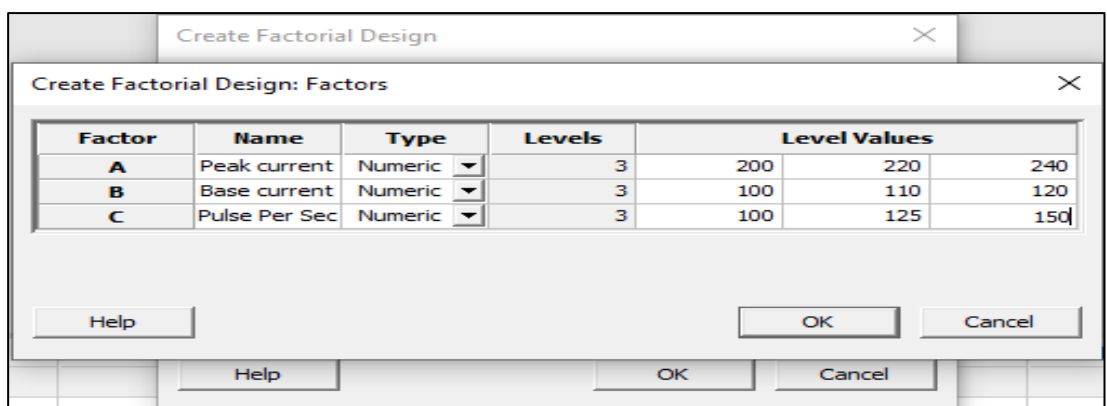 Create Factorial Design
Create Factorial Design: Factors
Factor Name Type Levels Level Values
A Peak current Numeric 3 200 220 240
B Base current Numeric 3 100 110 120
C Pulse Per Sec Numeric 3 100 125 150
Help OK Cancel
Help OK Cancel